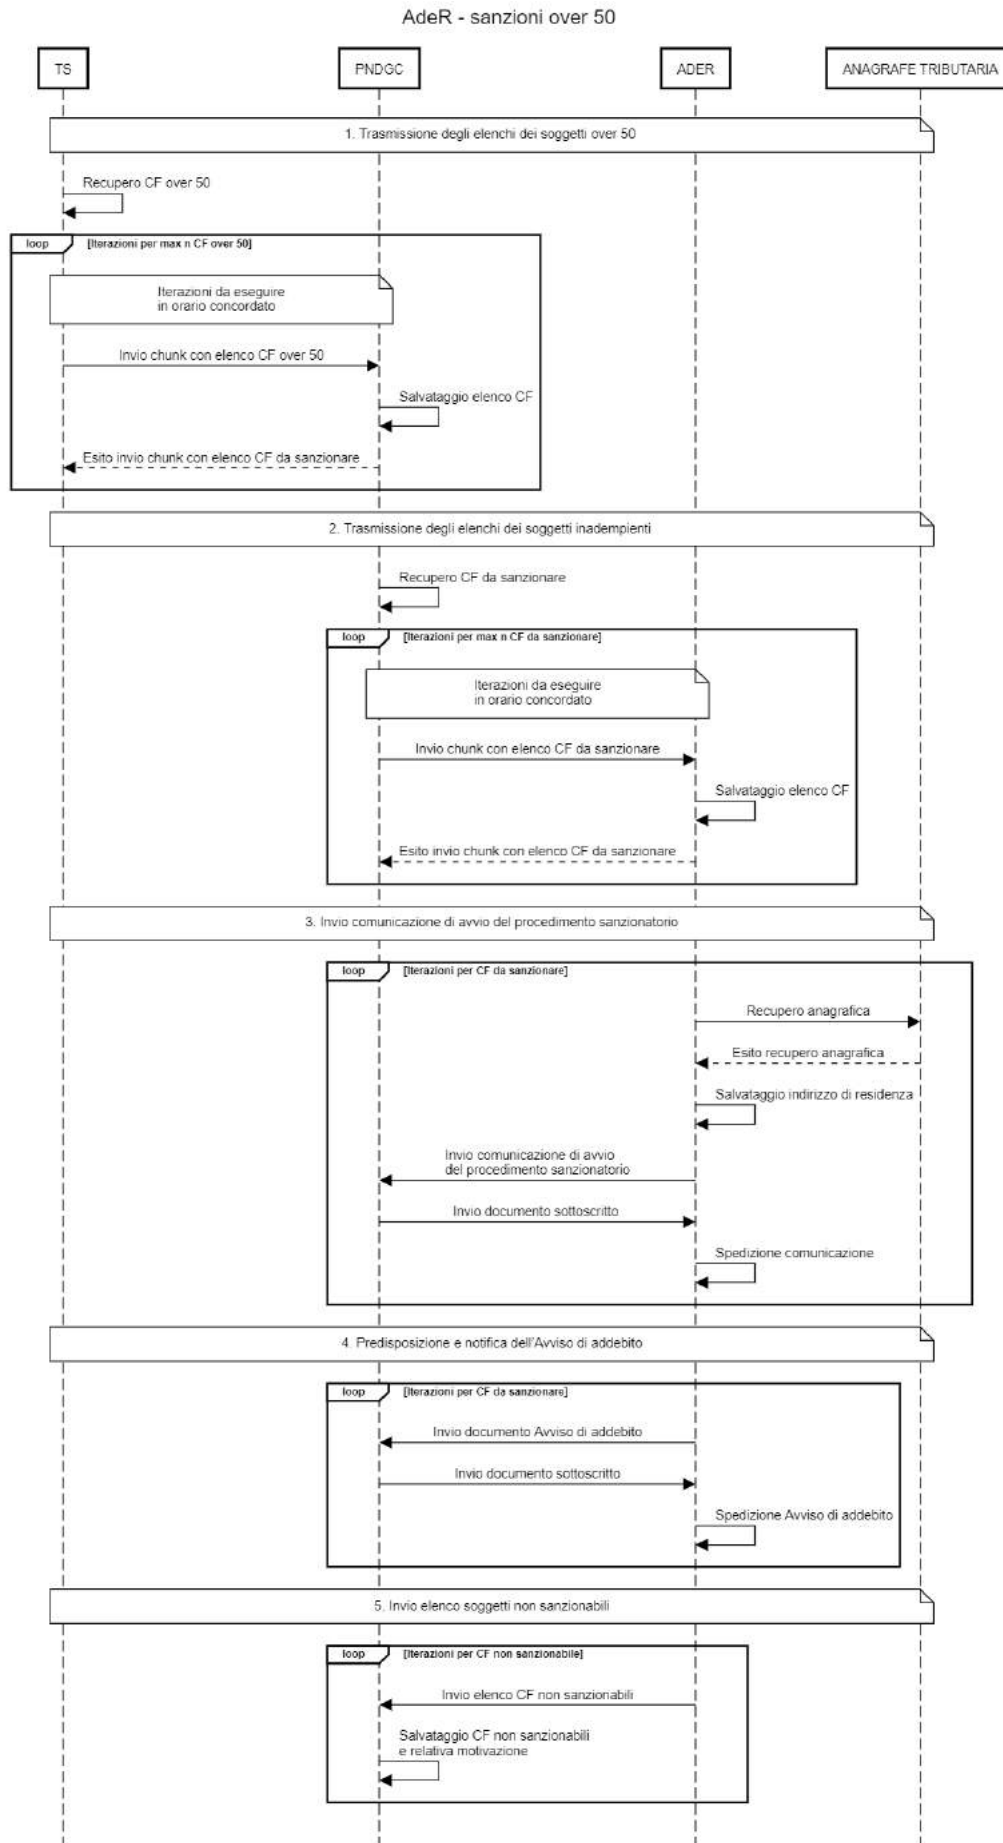 AdeR - sanzioni over 50
TS
PNDGC
ADER
ANAGRAFE TRIBUTARIA
1. Trasmissione degli elenchi dei soggetti over 50
Recupero CF over 50
loop
[Iterazioni per max n CF over 50]
Iterazioni da eseguire
in orario concordato
Invio chunk con elenco CF over 50
Salvataggio elenco CF
Esito invio chunk con elenco CF da sanzionare
2. Trasmissione degli elenchi dei soggetti inadempienti
Recupero CF da sanzionare
loop
[Iterazioni per max n CF da sanzionare]
Iterazioni da eseguire
in orario concordato
Invio chunk con elenco CF da sanzionare
Salvataggio elenco CF
Esito invio chunk con elenco CF da sanzionare
3. Invio comunicazione di avvio del procedimento sanzionatorio
loop
[Iterazioni per CF da sanzionare]
Recupero anagrafica
Esito recupero anagrafica
Salvataggio indirizzo di residenza
Invio comunicazione di avvio
del procedimento sanzionatorio
Invio documento sottoscritto
Spedizione comunicazione
4. Predisposizione e notifica dell'Avviso di addebito
loop
[Iterazioni per CF da sanzionare]
Invio documento Avviso di addebito
Invio documento sottoscritto
Spedizione Avviso di addebito
5. Invio elenco soggetti non sanzionabili
loop
[Iterazioni per CF non sanzionabile]
Invio elenco CF non sanzionabili
Salvataggio CF non sanzionabili
e relativa motivazione